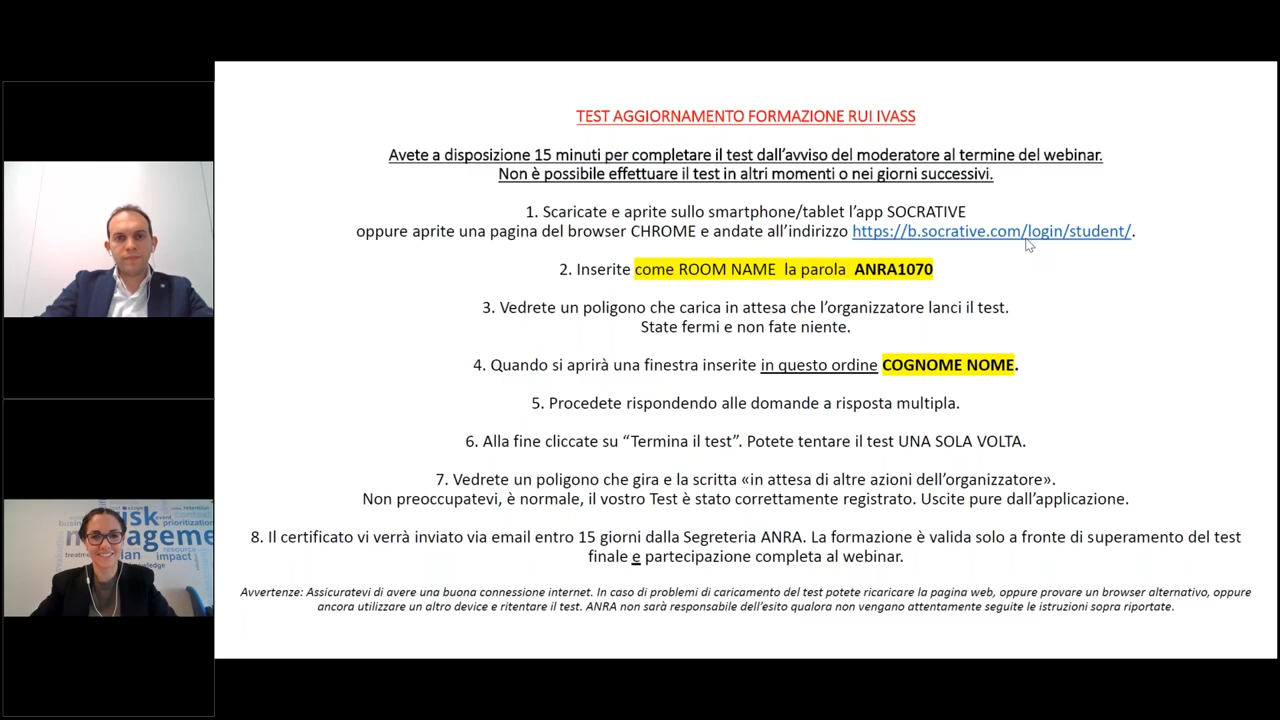 TEST AGGIORNAMENTO FORMAZIONE RUI IVASS
Avete a disposizione 15 minuti per completare il test dall’avviso del moderatore al termine del webinar.
Non è possibile effettuare il test in altri momenti o nei giorni successivi.
1. Scaricate e aprite sullo smartphone/tablet l’app SOCRATIVE
oppure aprite una pagina del browser CHROME e andate all’indirizzo https://b.socrative.com/login/student/.
2. Inserite come ROOM NAME la parola ANRA1070
3. Vedrete un poligono che carica in attesa che l’organizzatore lanci il test.
State fermi e non fate niente.
4. Quando si aprirà una finestra inserite in questo ordine COGNOME NOME.
5. Procedete rispondendo alle domande a risposta multipla.
6. Alla fine cliccate su “Termina il test”. Potete tentare il test UNA SOLA VOLTA.
7. Vedrete un poligono che gira e la scritta «in attesa di altre azioni dell’organizzatore».
Non preoccupatevi, è normale, il vostro Test è stato correttamente registrato. Uscite pure dall’applicazione.
8. Il certificato vi verrà inviato via email entro 15 giorni dalla Segreteria ANRA. La formazione è valida solo a fronte di superamento del test
finale e partecipazione completa al webinar.
Avvertenze: Assicuratevi di avere una buona connessione internet. In caso di problemi di caricamento del test potete ricaricare la pagina web, oppure provare un browser alternativo, oppure
ancora utilizzare un altro device e ritentare il test. ANRA non sarà responsabile dell’esito qualora non vengano attentamente seguite le istruzioni sopra riportate.
risk
prioritization
manageme
resource
impact